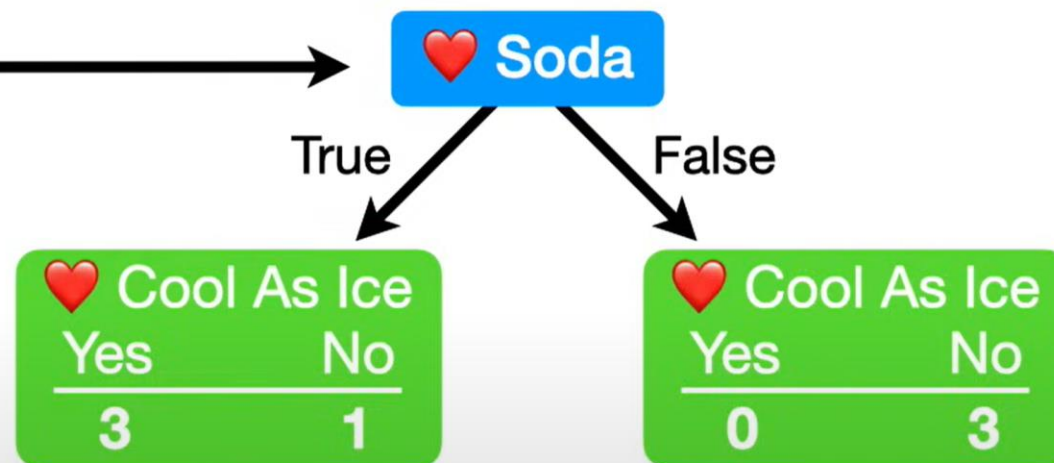 ❤️ Soda
True False
❤️ Cool As Ice
Yes No
3 1
❤️ Cool As Ice
Yes No
0 3